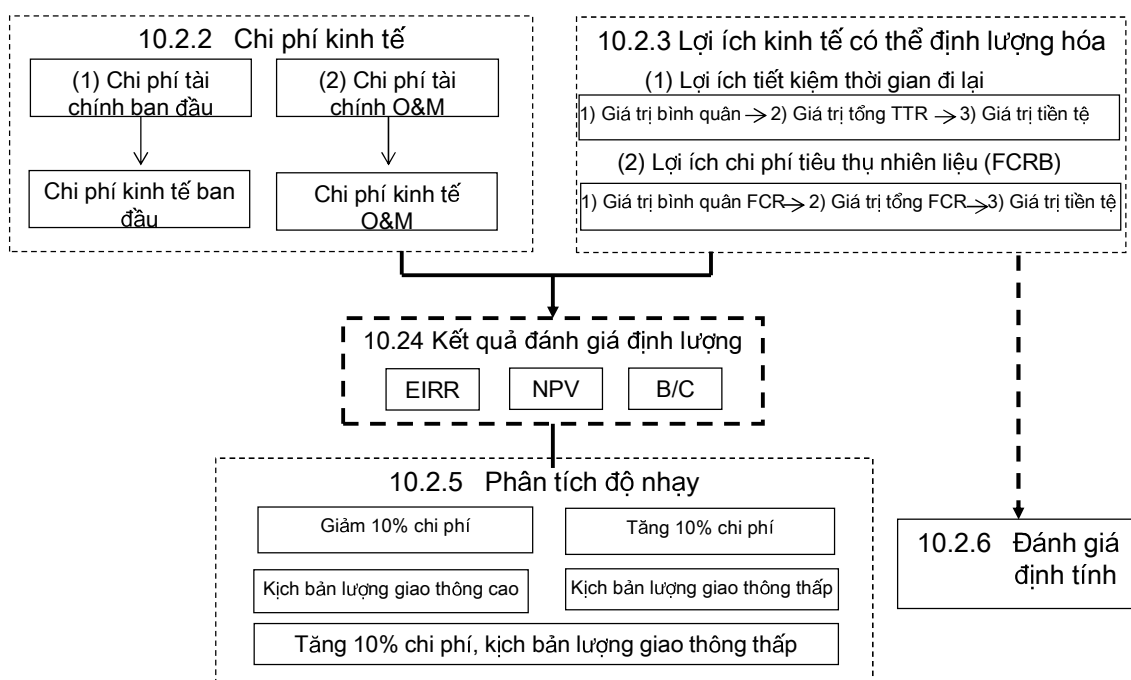 10.2.2 Chi phí kinh tế
(1) Chi phí tài
chính ban đầu
(2) Chi phí tài
chính O&M
Chi phí kinh tế ban
đầu
Chi phí kinh tế
O&M
10.2.3 Lợi ích kinh tế có thể định lượng hóa
(1) Lợi ích tiết kiệm thời gian đi lại
1) Giá trị bình quân → 2) Giá trị tổng TTR → 3) Giá trị tiền tệ
(2) Lợi ích chi phí tiêu thụ nhiên liệu (FCRB)
1) Giá trị bình quân FCR → 2) Giá trị tổng FCR → 3) Giá trị tiền tệ
10.24 Kết quả đánh giá định lượng
EIRR NPV B/C
10.2.5 Phân tích độ nhạy
Giảm 10% chi phí
Tăng 10% chi phí
Kịch bản lượng giao thông cao
Kịch bản lượng giao thông thấp
Tăng 10% chi phí, kịch bản lượng giao thông thấp
10.2.6 Đánh giá
định tính